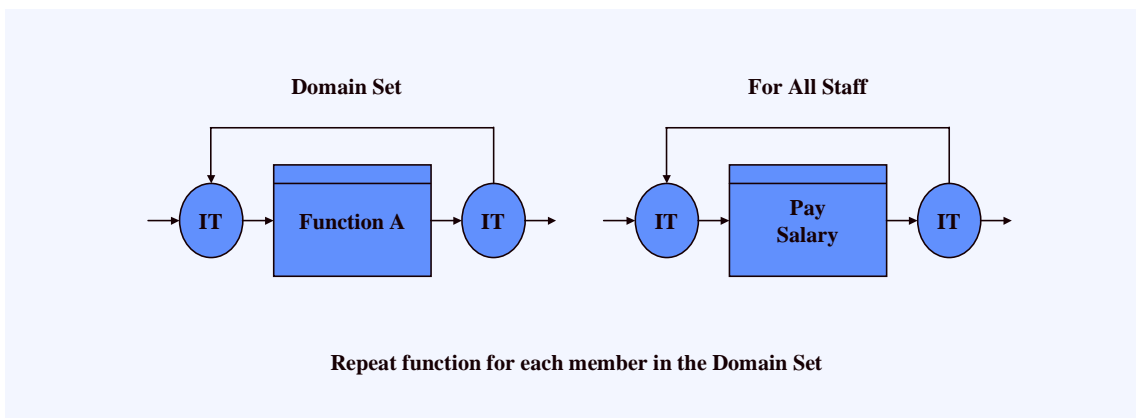 Domain Set
For All Staff
IT
Function A
IT
IT
Pay
Salary
IT
Repeat function for each member in the Domain Set